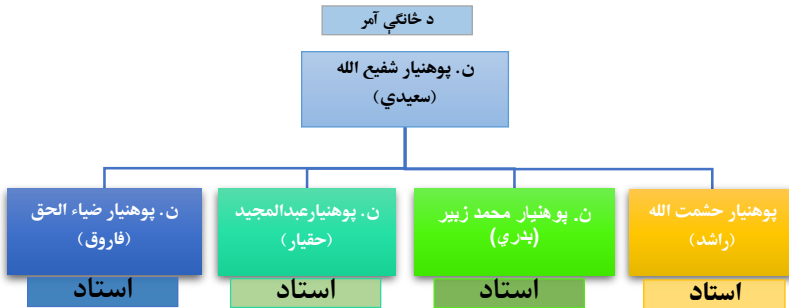 د څانګې آمر
ن. پوهنیار شفیع الله
(سعیدي)
پوهنیار حشمت الله
(راشد)
استاد
ن. پوهنیار محمد زبیر
(بدري)
استاد
ن. پوهنیارعبدالمجید
(حقیار)
استاد
ن. پوهنیار ضیاء الحق
(فاروق)
استاد